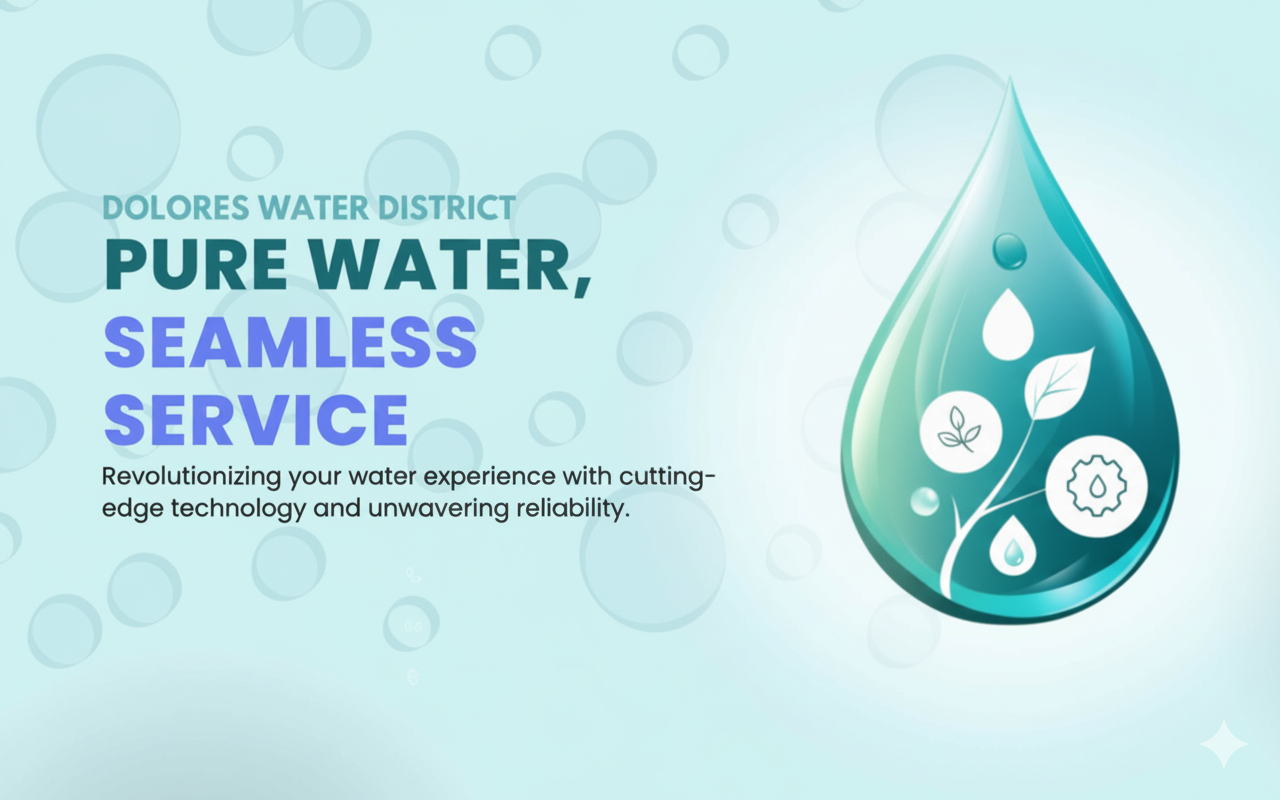 DOLORES WATER DISTRICT
PURE WATER,
SEAMLESS
SERVICE
Revolutionizing your water experience with cutting-
edge technology and unwavering reliability.